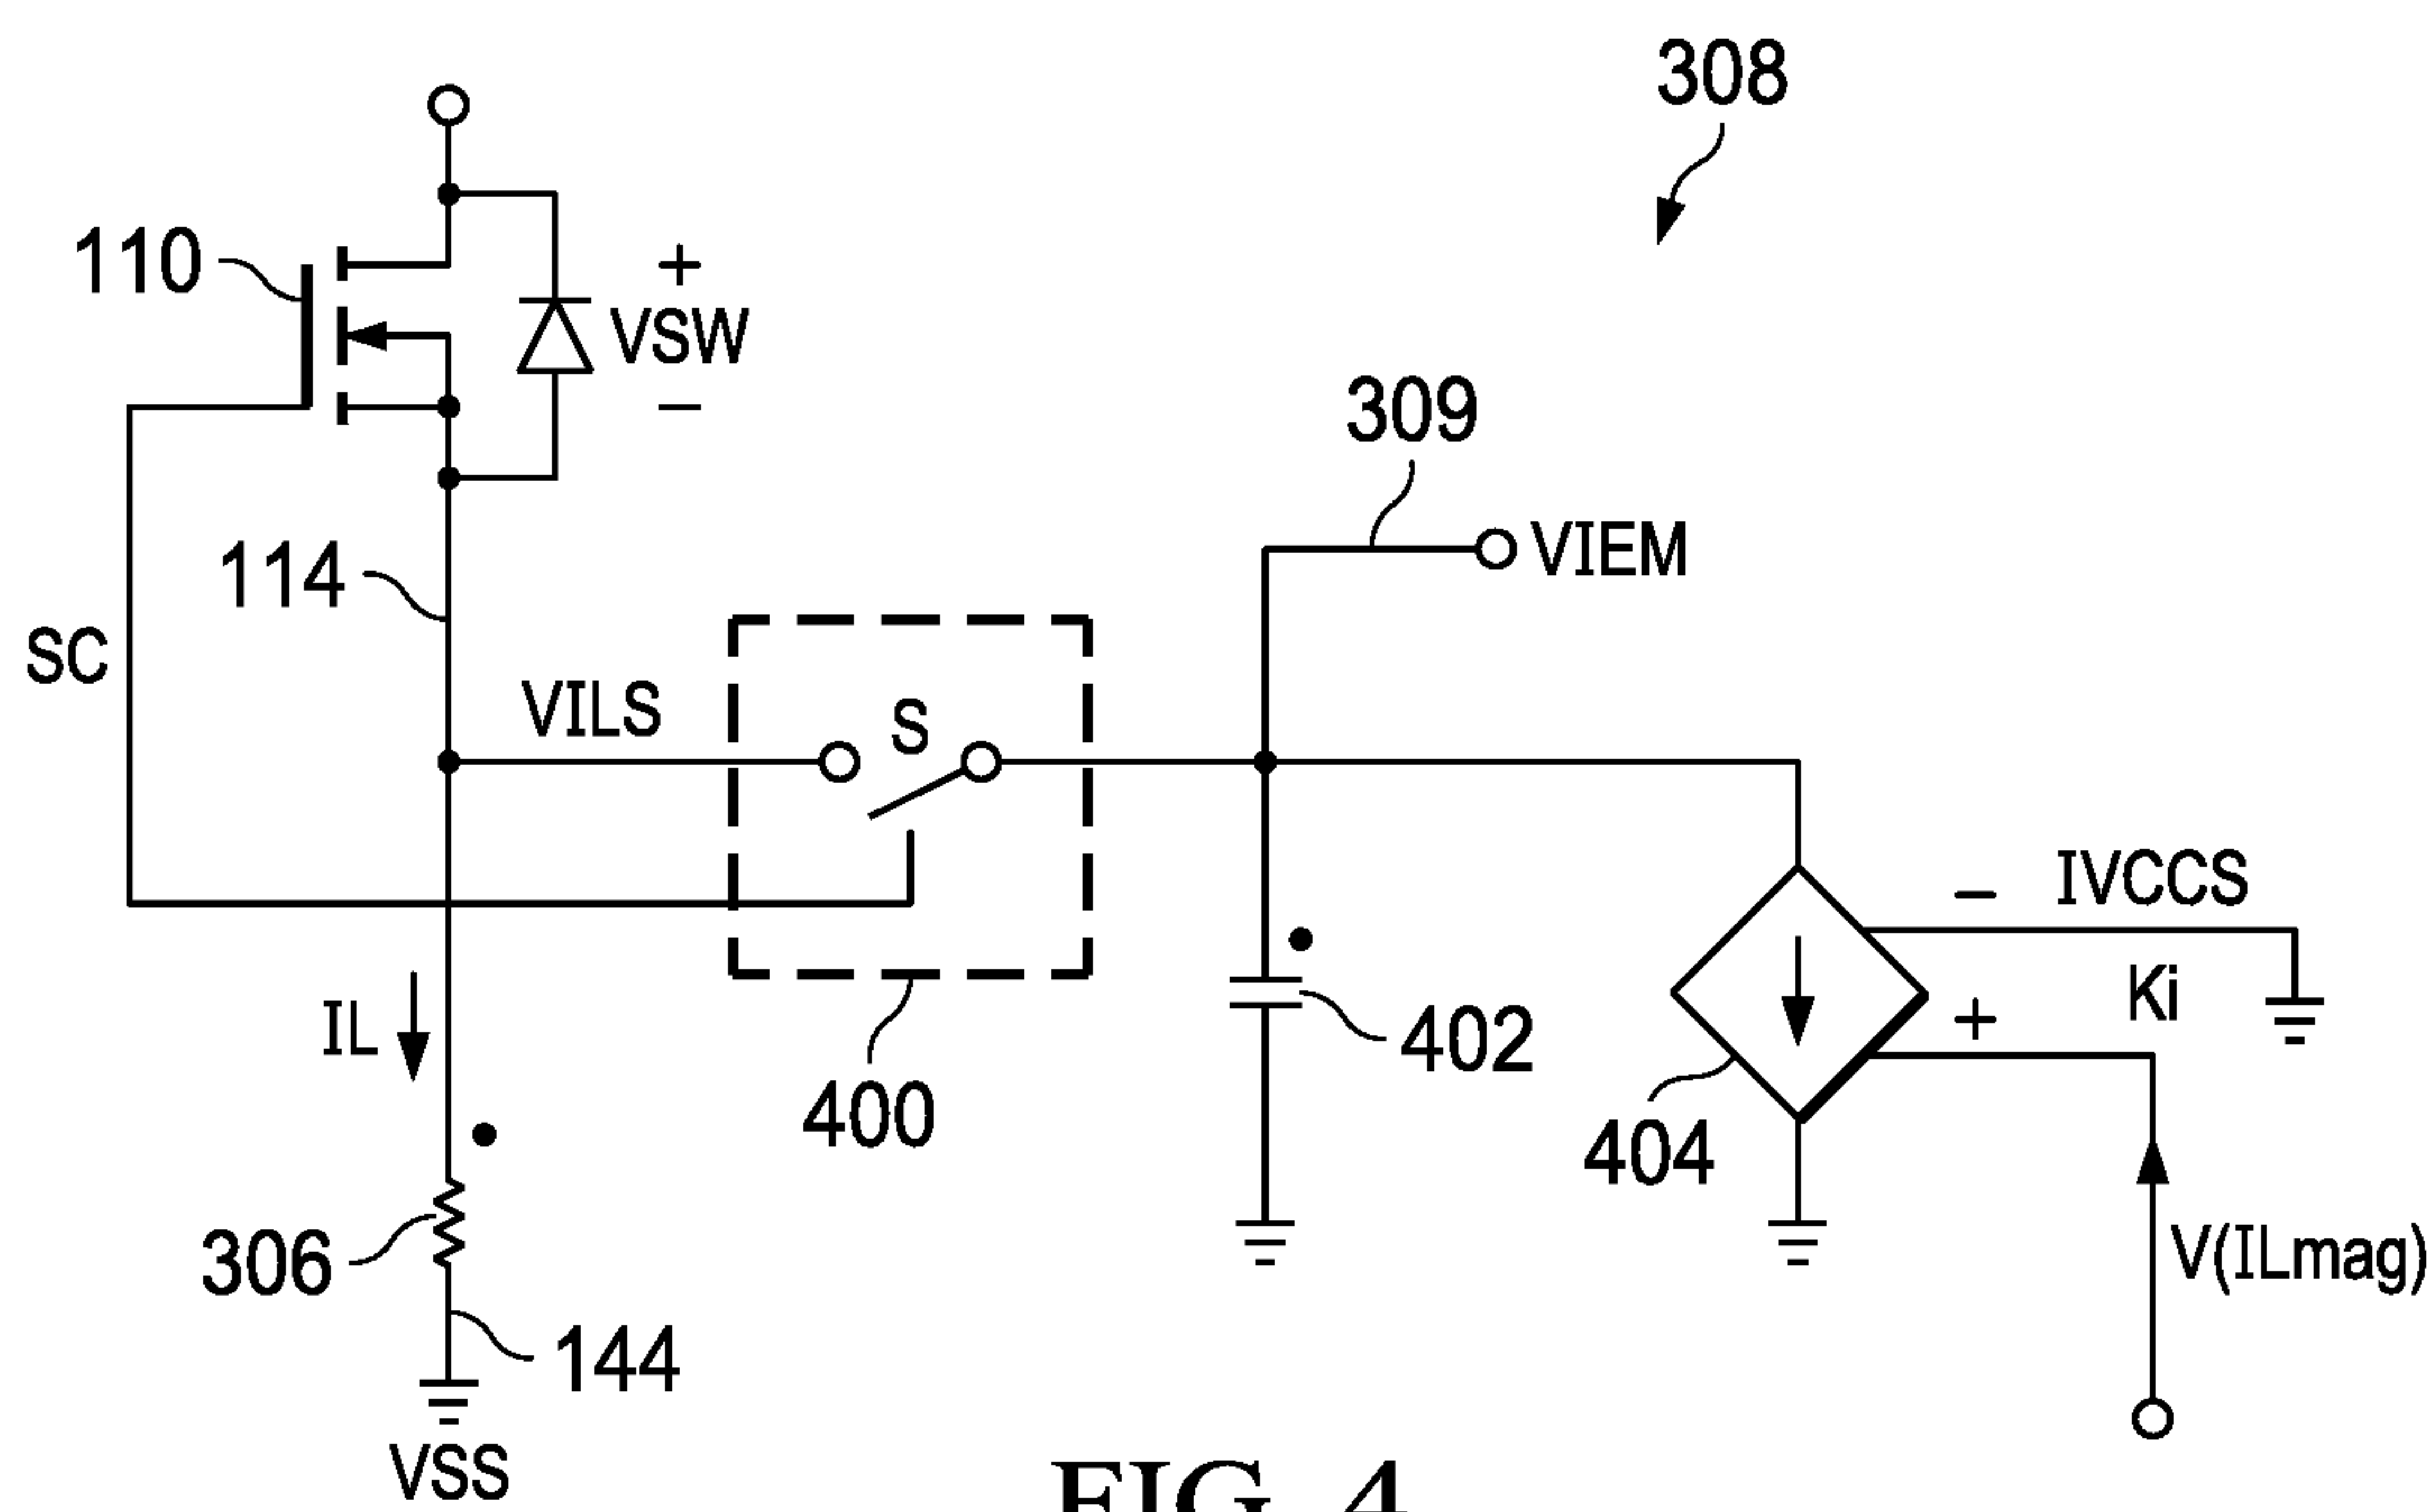 308
110
+
VSW
−
309
VIEM
114
SC
VILS
S
− IVCCS
Ki
+
IL
402
400
404
306
V(ILmag)
144
VSS
FIG. 4